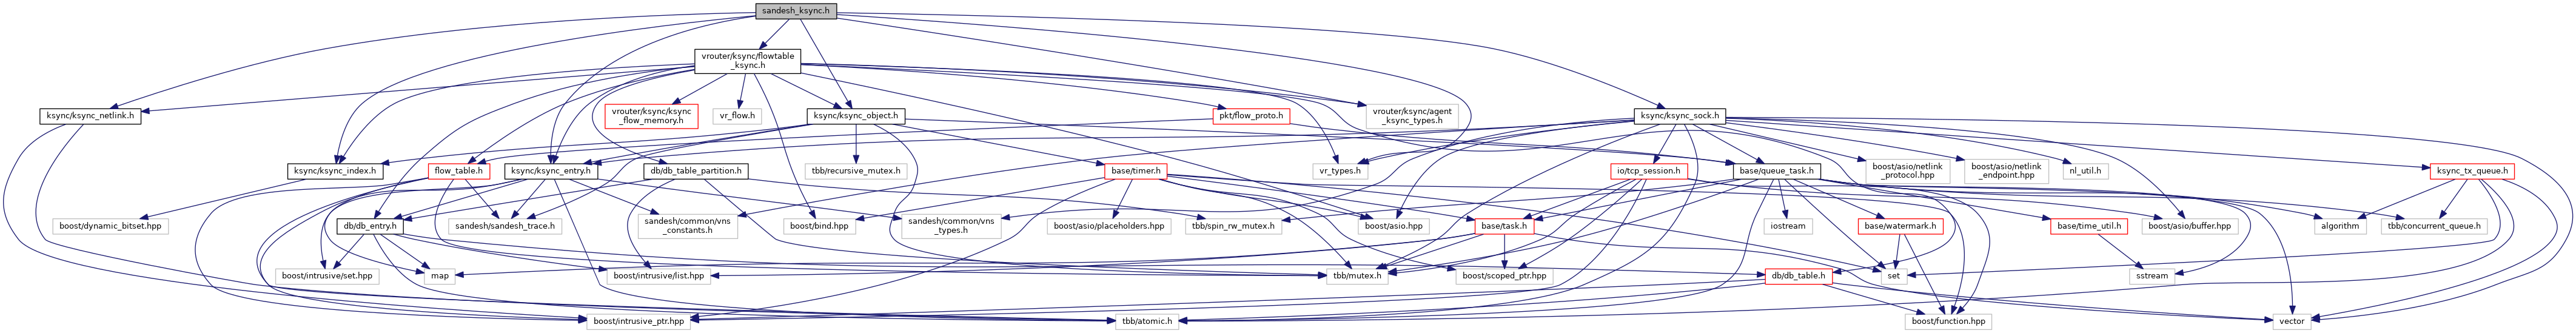 sandesh_ksync.h
vrouter/ksync/flowtable
_ksync.h
ksync/ksync_netlink.h
vrouter/ksync/ksync
_flow_memory.h
vr_flow.h
ksync/ksync_object.h
pkt/flow_proto.h
vrouter/ksync/agent
_ksync_types.h
ksync/ksync_sock.h
ksync/ksync_index.h
flow_table.h
ksync/ksync_entry.h
db/db_table_partition.h
tbb/recursive_mutex.h
base/timer.h
vr_types.h
io/tcp_session.h
base/queue_task.h
boost/asio/netlink
_protocol.hpp
boost/asio/netlink
_endpoint.hpp
nl_util.h
ksync_tx_queue.h
boost/dynamic_bitset.hpp
db/db_entry.h
sandesh/sandesh_trace.h
sandesh/common/vns
_constants.h
boost/bind.hpp
sandesh/common/vns
_types.h
boost/asio/placeholders.hpp
tbb/spin_rw_mutex.h
boost/asio.hpp
base/task.h
iostream
base/watermark.h
base/time_util.h
boost/asio/buffer.hpp
algorithm
tbb/concurrent_queue.h
boost/intrusive/set.hpp
map
boost/intrusive/list.hpp
tbb/mutex.h
boost/scoped_ptr.hpp
db/db_table.h
set
sstream
boost/intrusive_ptr.hpp
tbb/atomic.h
boost/function.hpp
vector